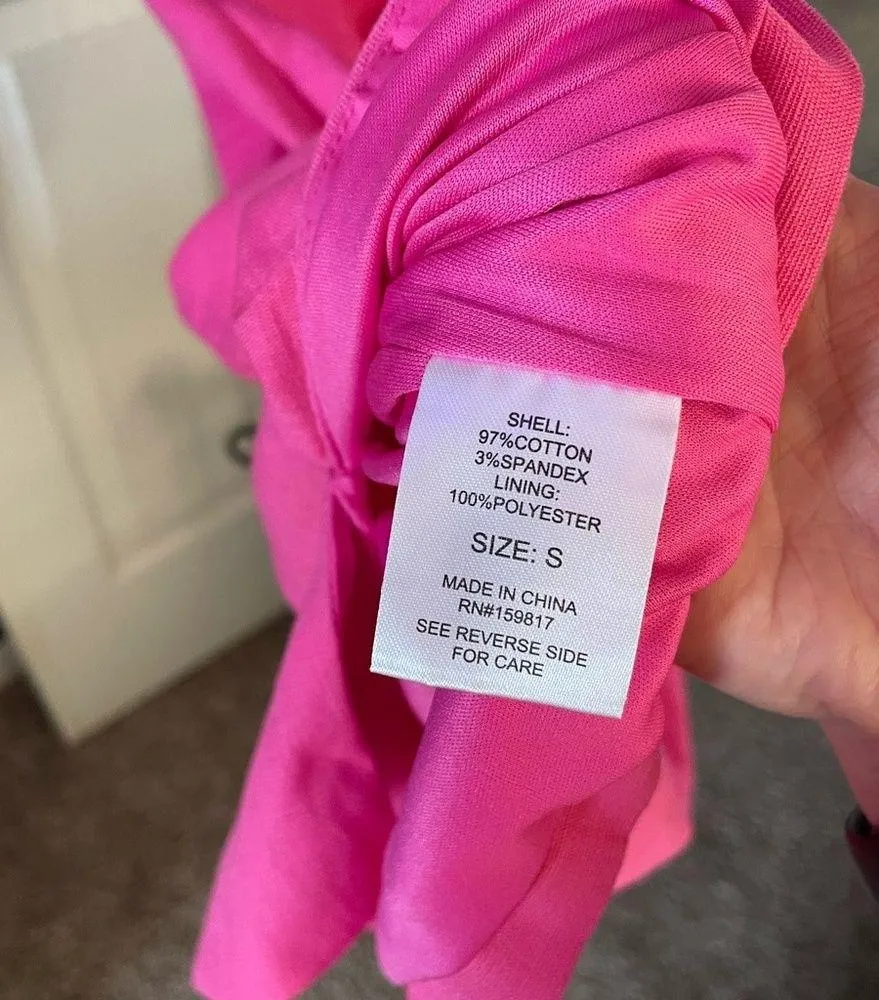 SHELL:
97%COTTON
3%SPANDEX
LINING:
100%POLYESTER
SIZE: S
MADE IN CHINA
RN#159817
SEE REVERSE SIDE
FOR CARE